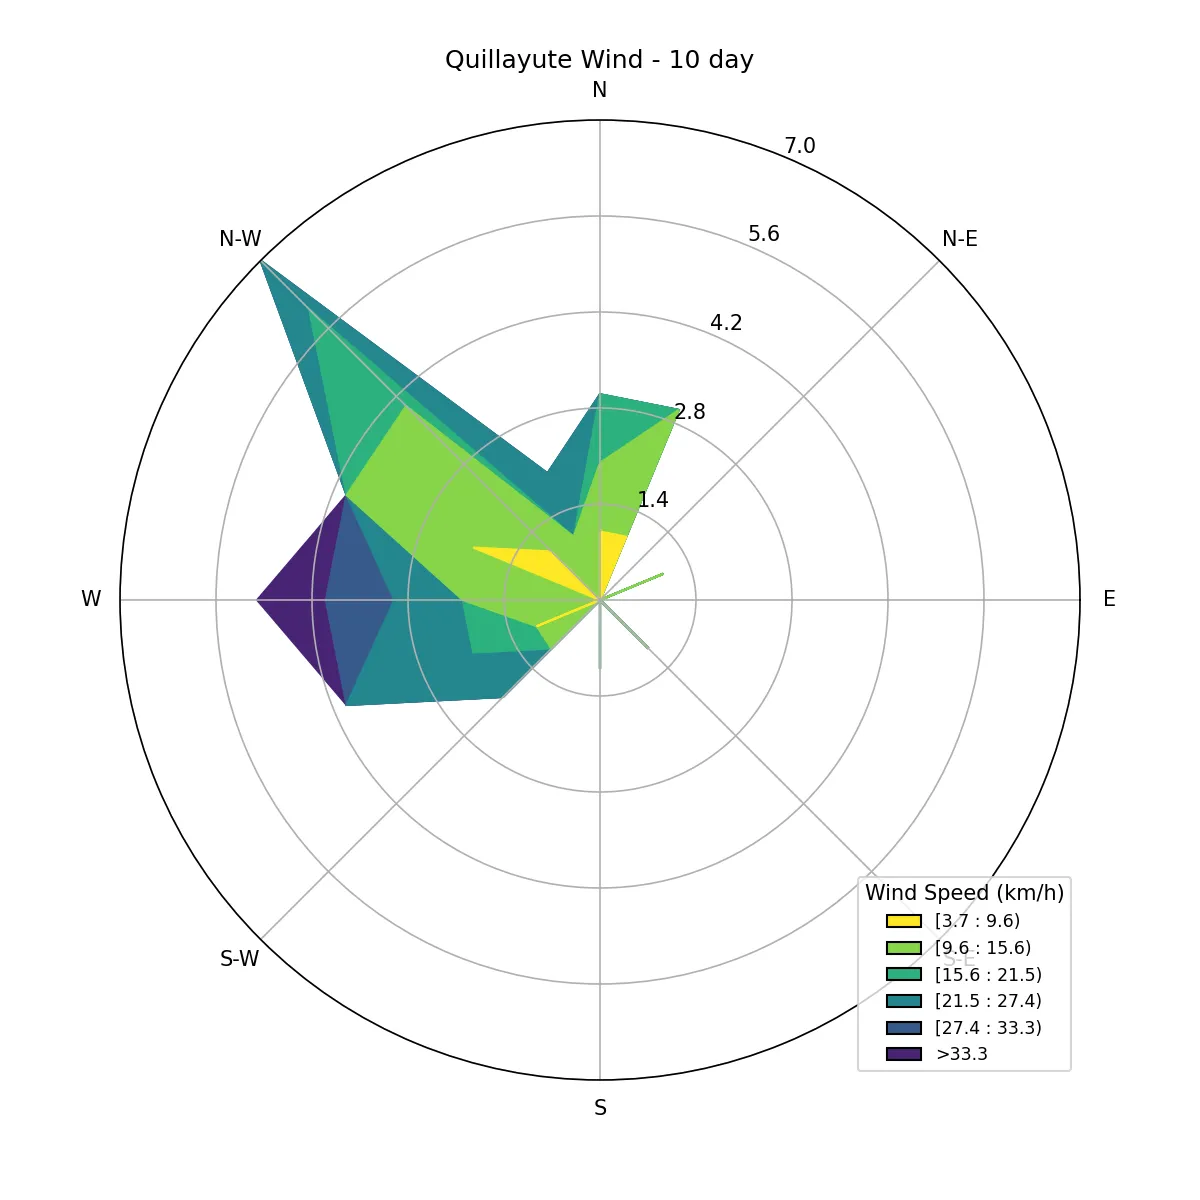 Quillayute Wind - 10 day
N
7.0
5.6
N-W
N-E
4.2
2.8
1.4
W
E
Wind Speed (km/h)
[3.7 : 9.6)
[9.6 : 15.6)
S-W
S-E
[15.6 : 21.5)
[21.5 : 27.4)
[27.4 : 33.3)
>33.3
S